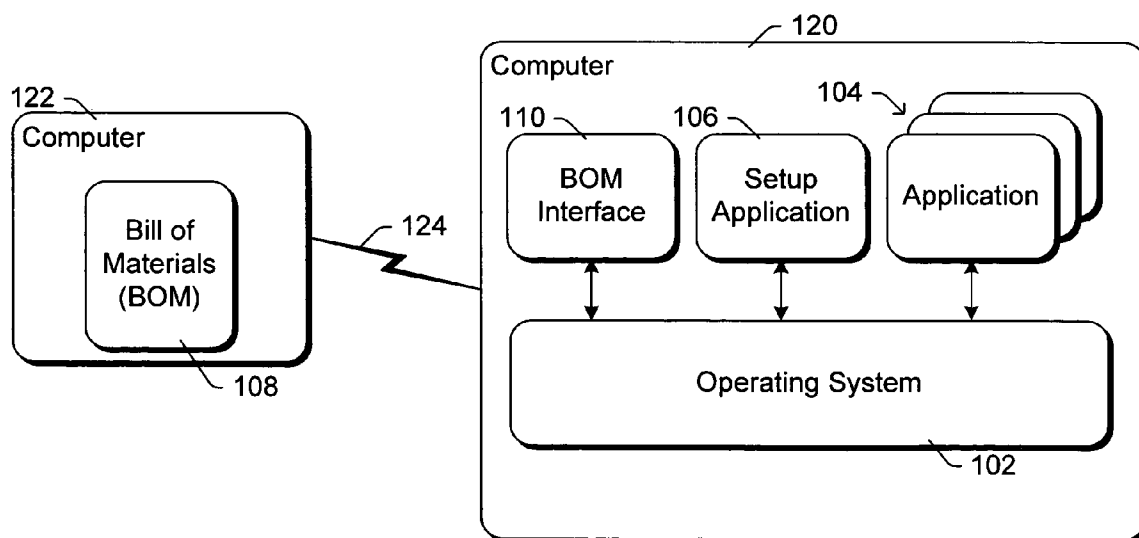 120
Computer
122
Computer
104
110
106
BOM
Interface
Setup
Application
Application
Bill of
Materials
(BOM)
124
108
Operating System
102